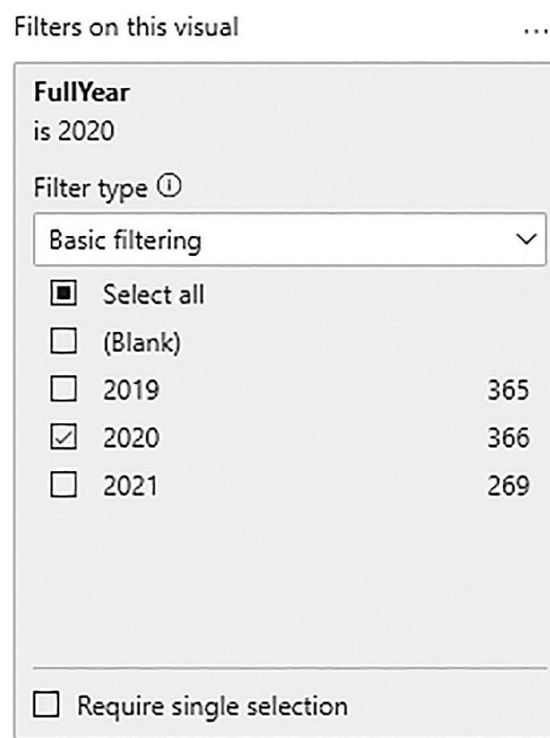 Filters on this visual ...
FullYear
is 2020
Filter type
Basic filtering
Select all
(Blank)
2019 365
2020 366
2021 269
Require single selection